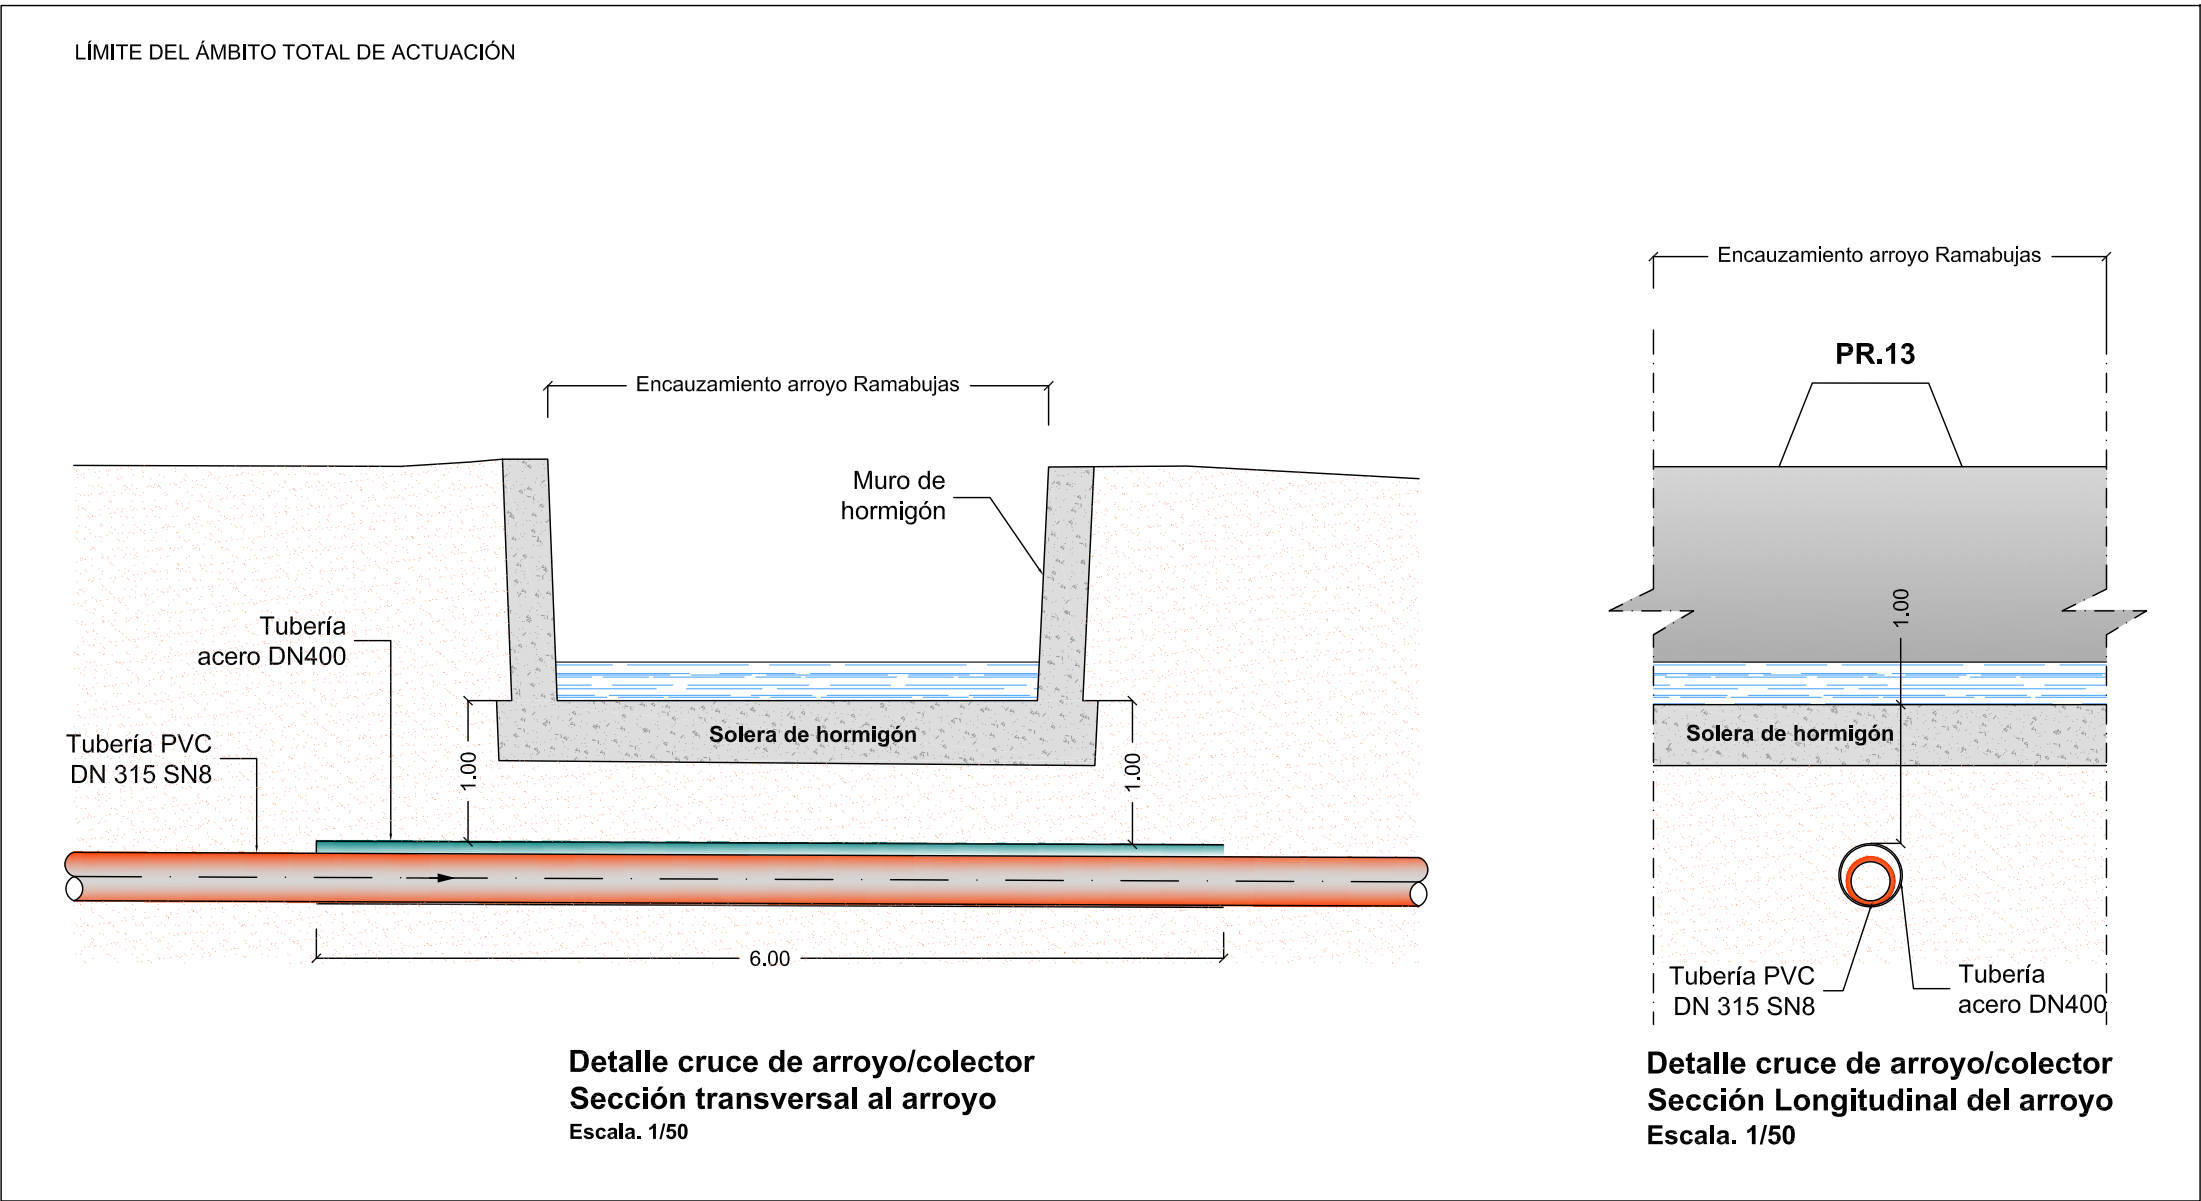 LÍMITE DEL ÁMBITO TOTAL DE ACTUACIÓN
Encauzamiento arroyo Ramabujas
Muro de
hormigón
Tubería
acero DN400
Tubería PVC
DN 315 SN8
Solera de hormigón
1.00
1.00
6.00
Detalle cruce de arroyo/colector
Sección transversal al arroyo
Escala. 1/50
Encauzamiento arroyo Ramabujas
PR.13
1.00
Solera de hormigón
Tubería PVC
DN 315 SN8
Tubería
acero DN400
Detalle cruce de arroyo/colector
Sección Longitudinal del arroyo
Escala. 1/50